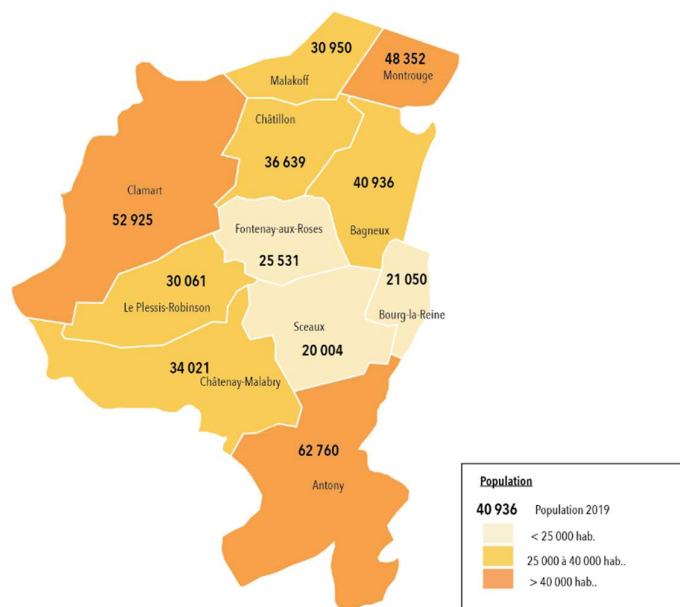 30 950
Malakoff
48 352
Montrouge
Châtillon
36 639
40 936
Bagneux
Clamart
52 925
Fontenay-aux-Roses
25 531
30 061
Le Plessis-Robinson
21 050
Bourg-la-Reine
Sceaux
20 004
34 021
Châtenay-Malabry
62 760
Antony
Population
40 936 Population 2019
< 25 000 hab.
25 000 à 40 000 hab..
> 40 000 hab..